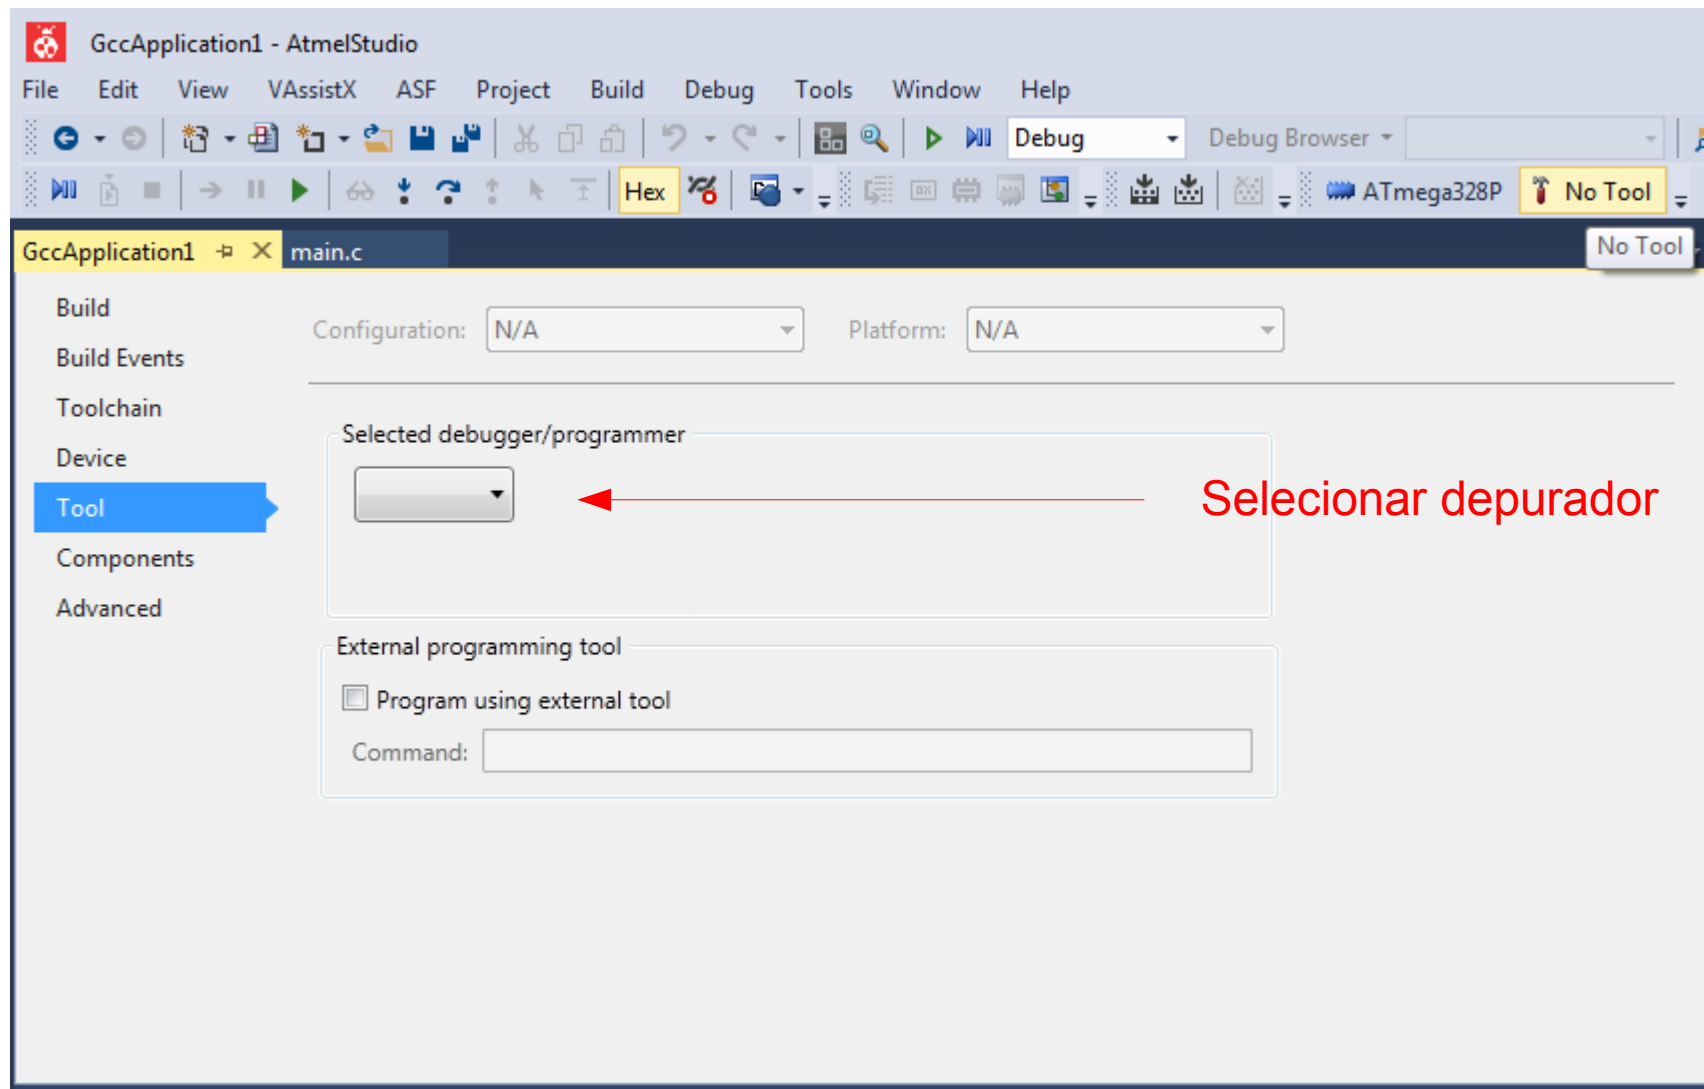 GccApplication1 - AtmelStudio
File Edit View VAssistX ASF Project Build Debug Tools Window Help
Debug Debug Browser
Hex ATmega328P No Tool
GccApplication1 main.c No Tool
Build
Build Events
Toolchain
Device
Tool
Components
Advanced
Configuration: N/A Platform: N/A
Selected debugger/programmer
Selecionar depurador
External programming tool
Program using external tool
Command: